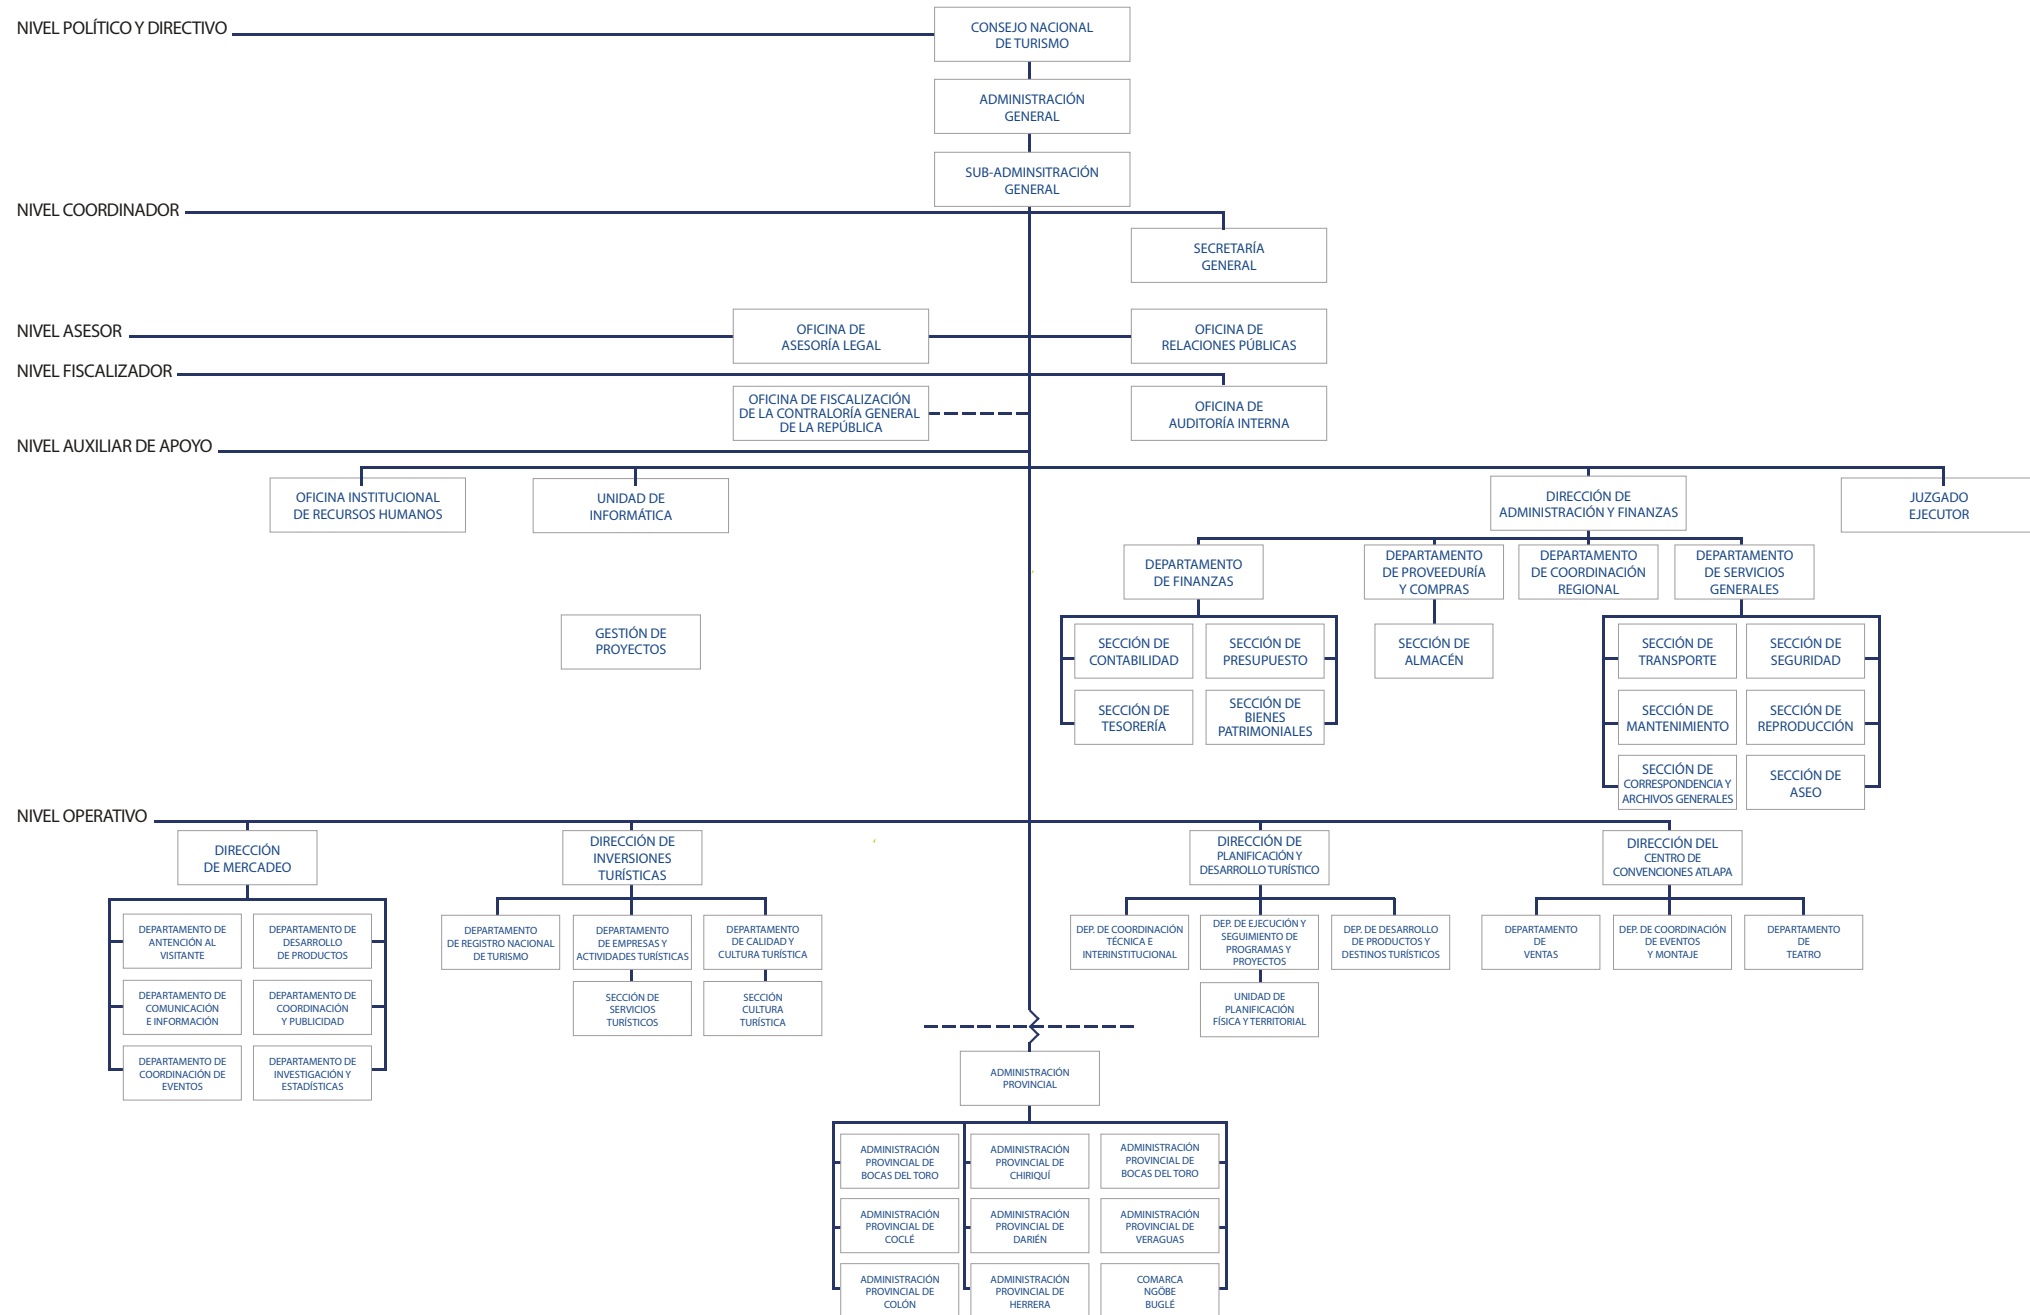 NIVEL POLÍTICO Y DIRECTIVO
CONSEJO NACIONAL
DE TURISMO
ADMINISTRACIÓN
GENERAL
SUB-ADMINSITRACIÓN
GENERAL
NIVEL COORDINADOR
SECRETARÍA
GENERAL
NIVEL ASESOR
OFICINA DE
ASESORÍA LEGAL
OFICINA DE
RELACIONES PÚBLICAS
NIVEL FISCALIZADOR
OFICINA DE FISCALIZACIÓN
DE LA CONTRALORÍA GENERAL
DE LA REPÚBLICA
OFICINA DE
AUDITORÍA INTERNA
NIVEL AUXILIAR DE APOYO
OFICINA INSTITUCIONAL
DE RECURSOS HUMANOS
UNIDAD DE
INFORMÁTICA
DIRECCIÓN DE
ADMINISTRACIÓN Y FINANZAS
JUZGADO
EJECUTOR
DEPARTAMENTO
DE FINANZAS
DEPARTAMENTO
DE PROVEEDURÍA
Y COMPRAS
DEPARTAMENTO
DE COORDINACIÓN
REGIONAL
DEPARTAMENTO
DE SERVICIOS
GENERALES
GESTIÓN DE
PROYECTOS
SECCIÓN DE
CONTABILIDAD
SECCIÓN DE
PRESUPUESTO
SECCIÓN DE
ALMACÉN
SECCIÓN DE
TRANSPORTE
SECCIÓN DE
SEGURIDAD
SECCIÓN DE
TESORERÍA
SECCIÓN DE
BIENES
PATRIMONIALES
SECCIÓN DE
MANTENIMIENTO
SECCIÓN DE
REPRODUCCIÓN
SECCIÓN DE
CORRESPONDENCIA Y
ARCHIVOS GENERALES
SECCIÓN DE
ASEO
NIVEL OPERATIVO
DIRECCIÓN
DE MERCADEO
DIRECCIÓN DE
INVERSIONES
TURÍSTICAS
DIRECCIÓN DE
PLANIFICACIÓN Y
DESARROLLO TURÍSTICO
DIRECCIÓN DEL
CENTRO DE
CONVENCIONES ATLAPA
DEPARTAMENTO DE
ANTENCIÓN AL
VISITANTE
DEPARTAMENTO DE
DESARROLLO
DE PRODUCTOS
DEPARTAMENTO
DE REGISTRO NACIONAL
DE TURISMO
DEPARTAMENTO
DE EMPRESAS Y
ACTIVIDADES TURÍSTICAS
DEPARTAMENTO
DE CALIDAD Y
CULTURA TURÍSTICA
DEP. DE COORDINACIÓN
TÉCNICA E
INTERINSTITUCIONAL
DEP. DE EJECUCIÓN Y
SEGUIMIENTO DE
PROGRAMAS Y
PROYECTOS
DEP. DE DESARROLLO
DE PRODUCTOS Y
DESTINOS TURÍSTICOS
DEPARTAMENTO
DE
VENTAS
DEP. DE COORDINACIÓN
DE EVENTOS
Y MONTAJE
DEPARTAMENTO
DE
TEATRO
DEPARTAMENTO DE
COMUNICACIÓN
E INFORMACIÓN
DEPARTAMENTO DE
COORDINACIÓN
Y PUBLICIDAD
SECCIÓN DE
SERVICIOS
TURÍSTICOS
SECCIÓN
CULTURA
TURÍSTICA
UNIDAD DE
PLANIFICACIÓN
FÍSICA Y TERRITORIAL
DEPARTAMENTO DE
COORDINACIÓN DE
EVENTOS
DEPARTAMENTO DE
INVESTIGACIÓN Y
ESTADÍSTICAS
ADMINISTRACIÓN
PROVINCIAL
ADMINISTRACIÓN
PROVINCIAL DE
BOCAS DEL TORO
ADMINISTRACIÓN
PROVINCIAL DE
CHIRIQUÍ
ADMINISTRACIÓN
PROVINCIAL DE
BOCAS DEL TORO
ADMINISTRACIÓN
PROVINCIAL DE
COCLÉ
ADMINISTRACIÓN
PROVINCIAL DE
DARIÉN
ADMINISTRACIÓN
PROVINCIAL DE
VERAGUAS
ADMINISTRACIÓN
PROVINCIAL DE
COLÓN
ADMINISTRACIÓN
PROVINCIAL DE
HERRERA
COMARCA
NGÖBE
BUGLÉ